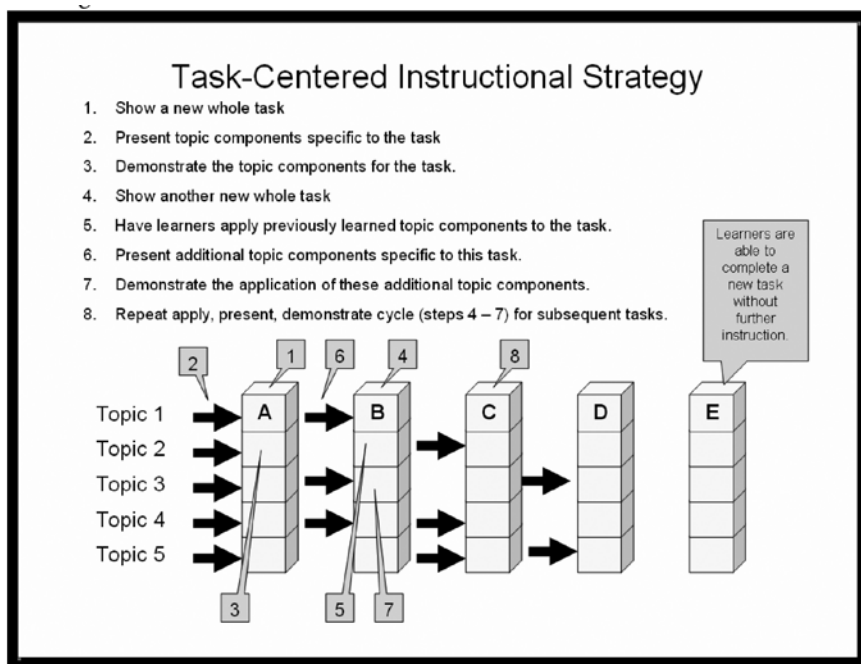 Task-Centered Instructional Strategy
1. Show a new whole task
2. Present topic components specific to the task
3. Demonstrate the topic components for the task.
4. Show another new whole task
5. Have learners apply previously learned topic components to the task.
6. Present additional topic components specific to this task.
7. Demonstrate the application of these additional topic components.
8. Repeat apply, present, demonstrate cycle (steps 4 – 7) for subsequent tasks.
Learners are
able to
complete a
new task
without
further
instruction.
2 1 6 4 8
Topic 1 A B C D E
Topic 2
Topic 3
Topic 4
Topic 5
3 5 7